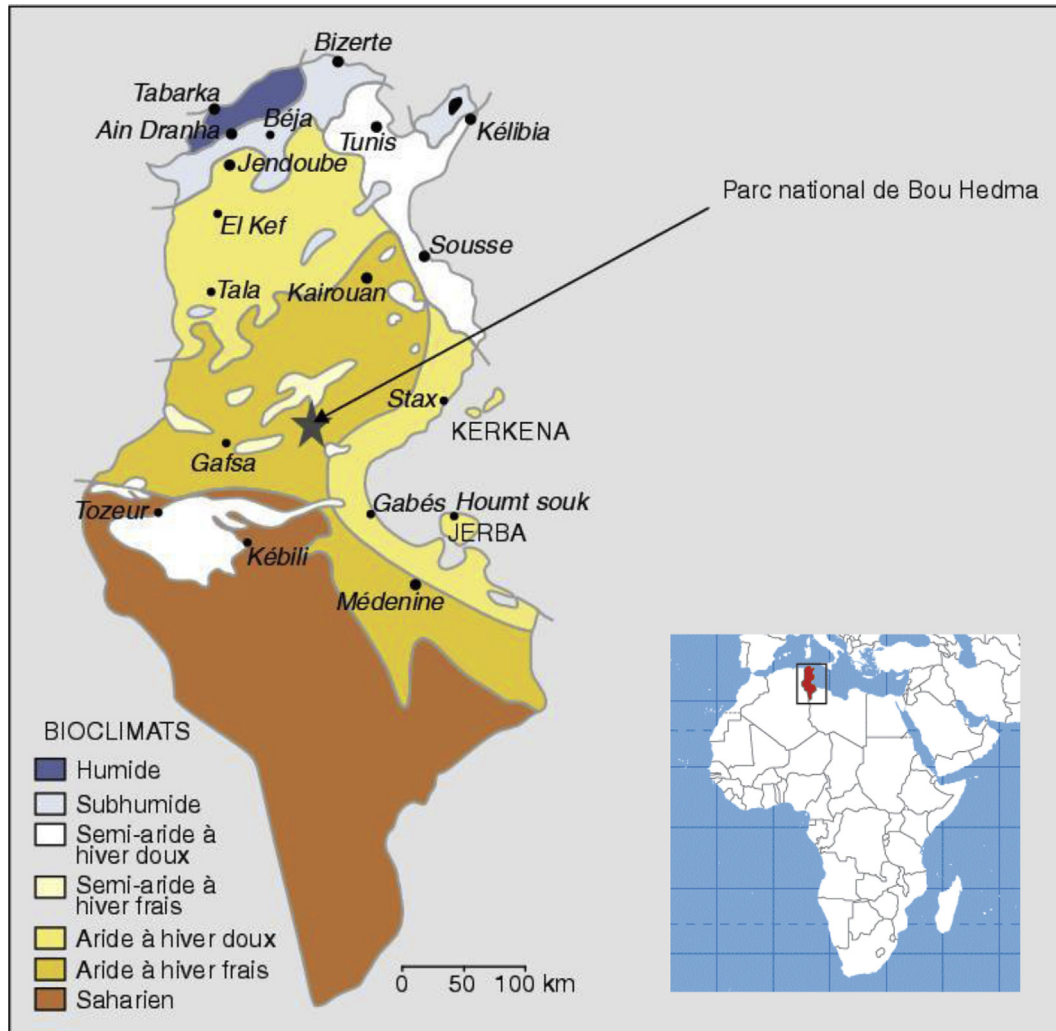 Bizerte
Tabarka
Béja
Ain Dranha
Tunis
Kélibia
Jendoube
Parc national de Bou Hedma
El Kef
Sousse
Tala
Kairouan
Stax
KERKENA
Gafsa
Tozeur
Gabés
Houmt souk
JERBA
Kébili
Médenine
BIOCLIMATS
Humide
Subhumide
Semi-aride à
hiver doux
Semi-aride à
hiver frais
Aride à hiver doux
Aride à hiver frais
Saharien
0 50 100 km